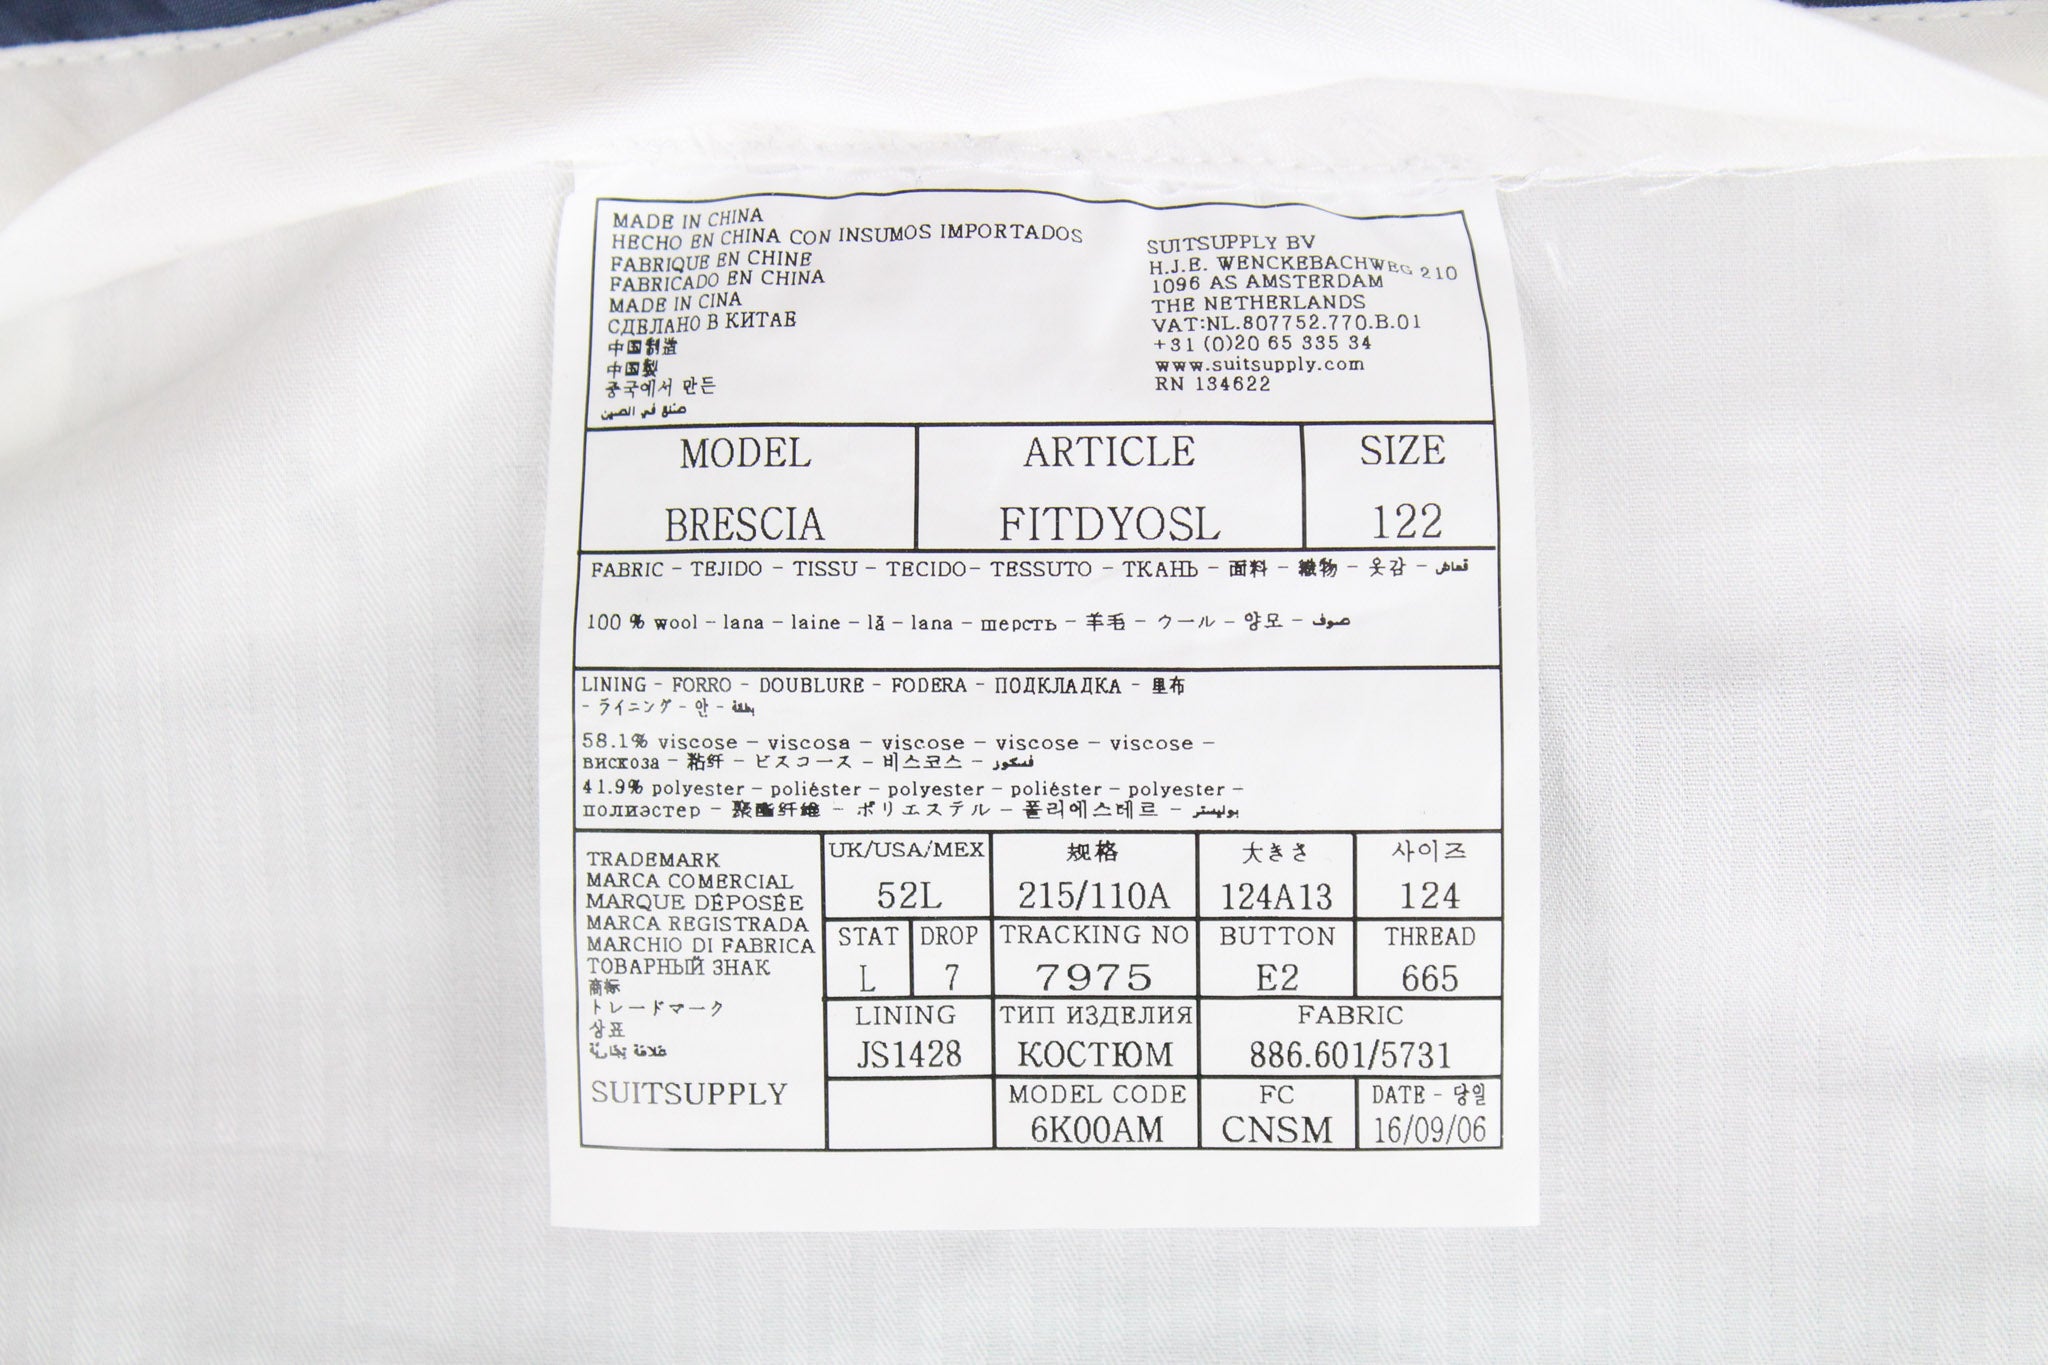 MADE IN CHINA
HECHO EN CHINA CON INSUMOS IMPORTADOS
FABRIQUE EN CHINE
FABRICADO EN CHINA
MADE IN CINA
СДЕЛАНО В КИТАЕ
中国制造
中国製
중국에서 만든
صنع في الصين
SUITSUPPLY BV
H.J.E. WENCKEBACHWEG 210
1096 AS AMSTERDAM
THE NETHERLANDS
VAT:NL.807752.770.B.01
+31 (0)20 65 335 34
www.suitsupply.com
RN 134622
MODEL
BRESCIA
ARTICLE
FITDYOSL
SIZE
122
FABRIC - TEJIDO - TISSU - TECIDO- TESSUTO - ТКАНЬ - 面料 - 織物 - 옷감 - قماش
100 % wool - lana - laine - lã - lana - шерсть - 羊毛 - ウール - 양모 - صوف
LINING - FORRO - DOUBLURE - FODERA - ПОДКЛАДКА - 里布
- ライニング - 안 - بطانة
58.1% viscose - viscosa - viscose - viscose - viscose -
вискоза - 粘纤 - ビスコース - 비스코스 - فسكوز
41.9% polyester - poliéster - polyester - poliéster - polyester -
полиэстер - 聚酯纤维 - ポリエステル - 폴리에스테르 - بوليستر
TRADEMARK
MARCA COMERCIAL
MARQUE DÉPOSÉE
MARCA REGISTRADA
MARCHIO DI FABRICA
ТОВАРНЫЙ ЗНАК
商标
トレードマーク
상표
علامة تجارية
SUITSUPPLY
UK/USA/MEX
52L
规格
215/110A
大きさ
124A13
사이즈
124
STAT
L
DROP
7
TRACKING NO
7975
BUTTON
E2
THREAD
665
LINING
JS1428
ТИП ИЗДЕЛИЯ
КОСТЮМ
FABRIC
886.601/5731
MODEL CODE
6K00AM
FC
CNSM
DATE - 당일
16/09/06